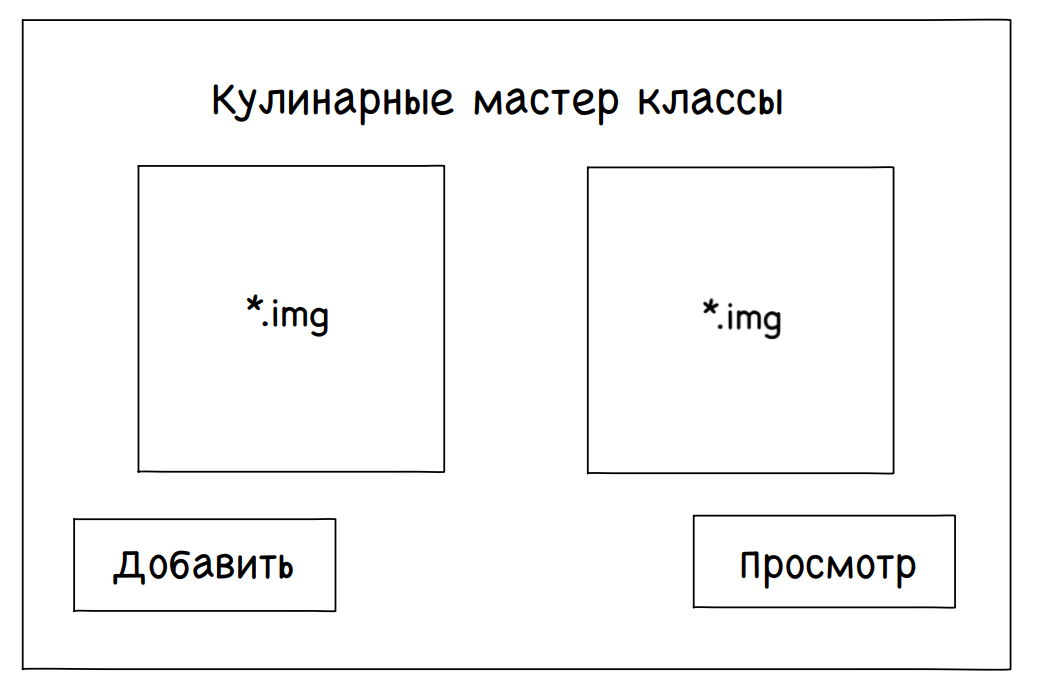 Кулинарные мастер классы
*.img
*.img
Добавить
Просмотр